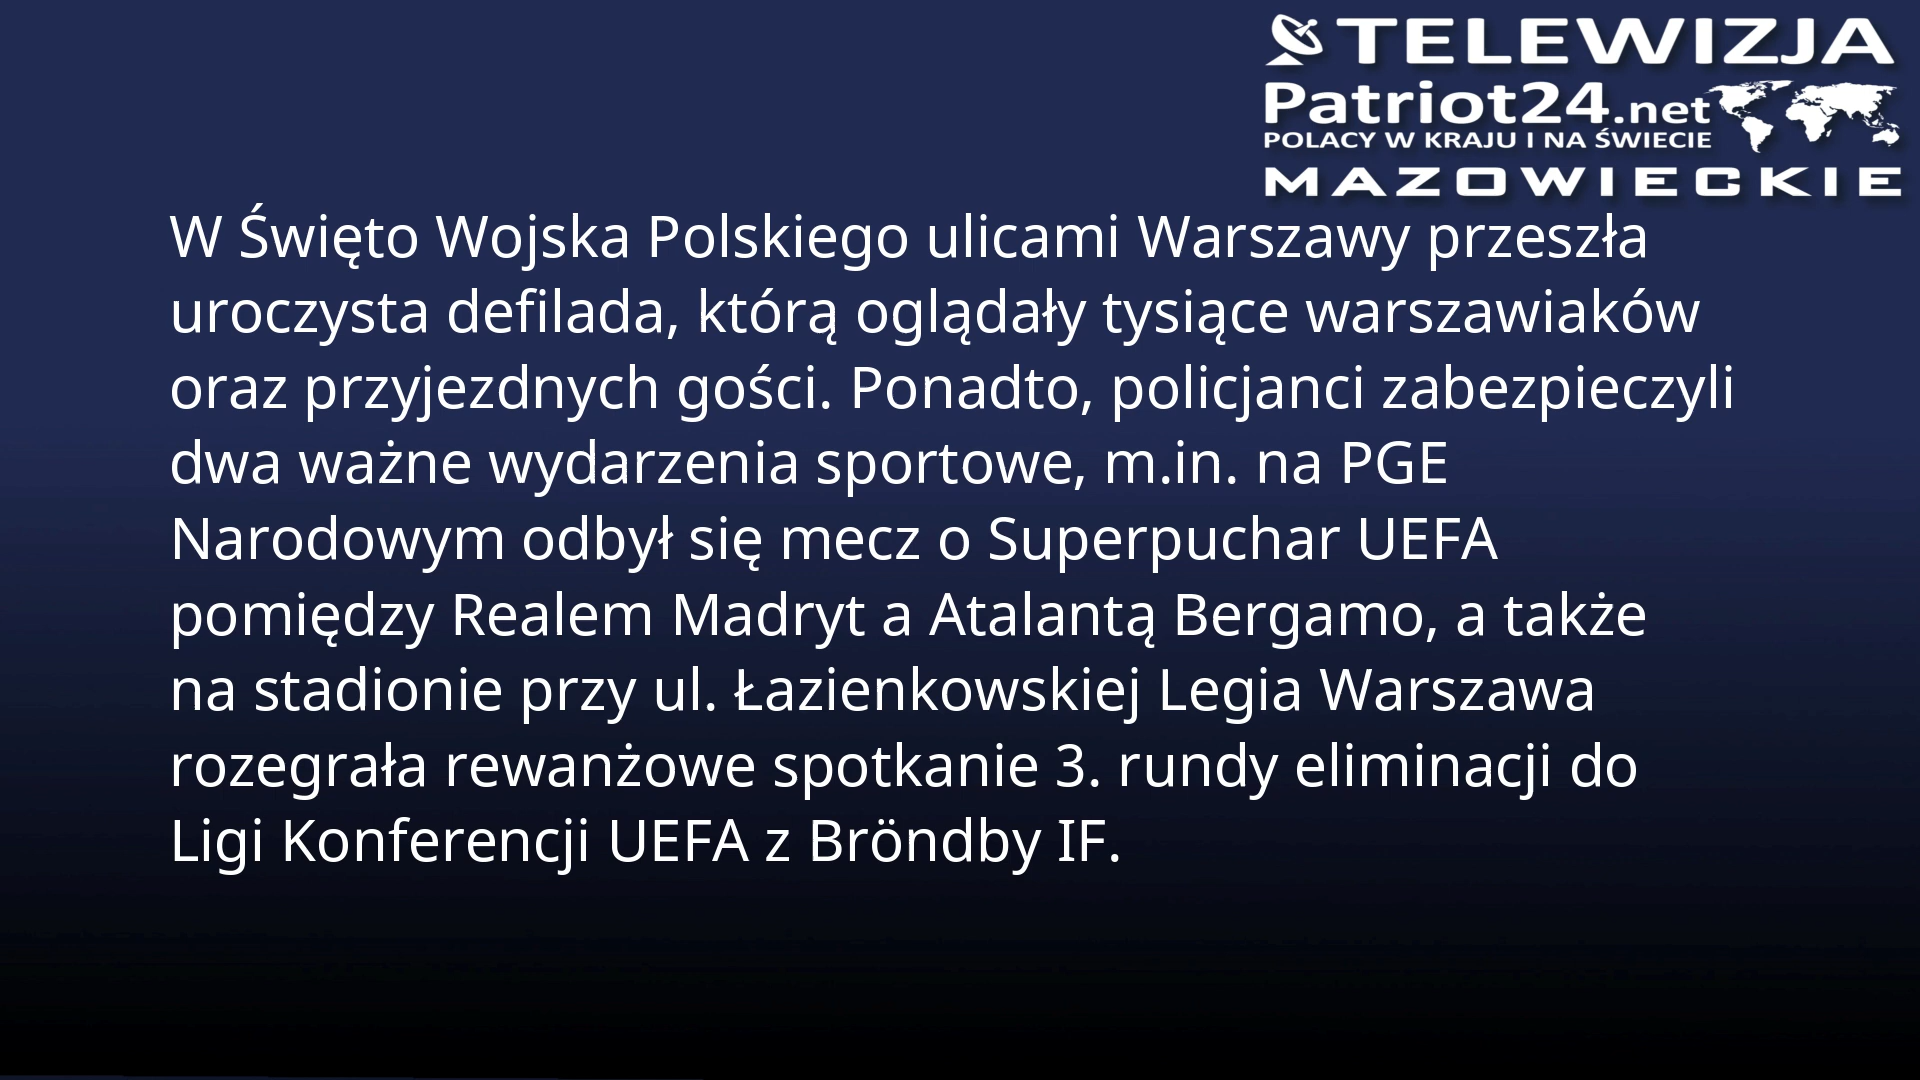 TELEWIZJA
Patriot24.net
POLACY W KRAJU I NA ŚWIECIE
MAZOWIECKIE
W Święto Wojska Polskiego ulicami Warszawy przeszła
uroczysta defilada, którą oglądały tysiące warszawiaków
oraz przyjezdnych gości. Ponadto, policjanci zabezpieczyli
dwa ważne wydarzenia sportowe, m.in. na PGE
Narodowym odbył się mecz o Superpuchar UEFA
pomiędzy Realem Madryt a Atalantą Bergamo, a także
na stadionie przy ul. Łazienkowskiej Legia Warszawa
rozegrała rewanżowe spotkanie 3. rundy eliminacji do
Ligi Konferencji UEFA z Bröndby IF.